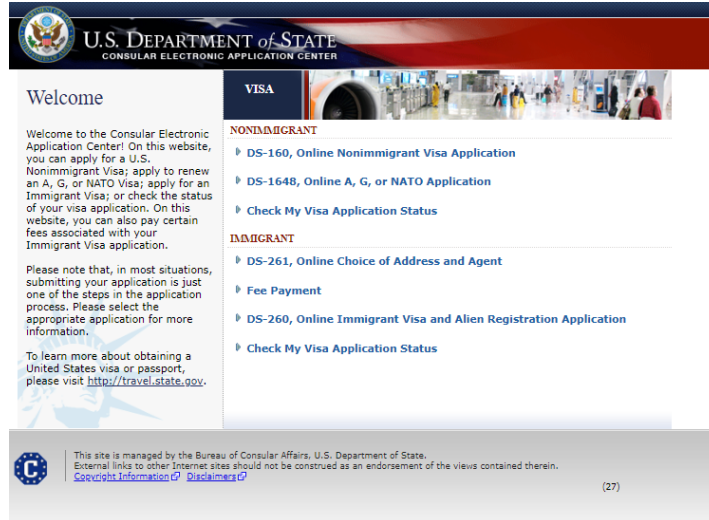 U.S. DEPARTMENT of STATE
CONSULAR ELECTRONIC APPLICATION CENTER
Welcome
Welcome to the Consular Electronic
Application Center! On this website,
you can apply for a U.S.
Nonimmigrant Visa; apply to renew
an A, G, or NATO Visa; apply for an
Immigrant Visa; or check the status
of your visa application. On this
website, you can also pay certain
fees associated with your
Immigrant Visa application.
Please note that, in most situations,
submitting your application is just
one of the steps in the application
process. Please select the
appropriate application for more
information.
To learn more about obtaining a
United States visa or passport,
please visit http://travel.state.gov.
VISA
NONIMMIGRANT
DS-160, Online Nonimmigrant Visa Application
DS-1648, Online A, G, or NATO Application
Check My Visa Application Status
IMMIGRANT
DS-261, Online Choice of Address and Agent
Fee Payment
DS-260, Online Immigrant Visa and Alien Registration Application
Check My Visa Application Status
C
This site is managed by the Bureau of Consular Affairs, U.S. Department of State.
External links to other Internet sites should not be construed as an endorsement of the views contained therein.
Copyright Information Disclaimers
(27)